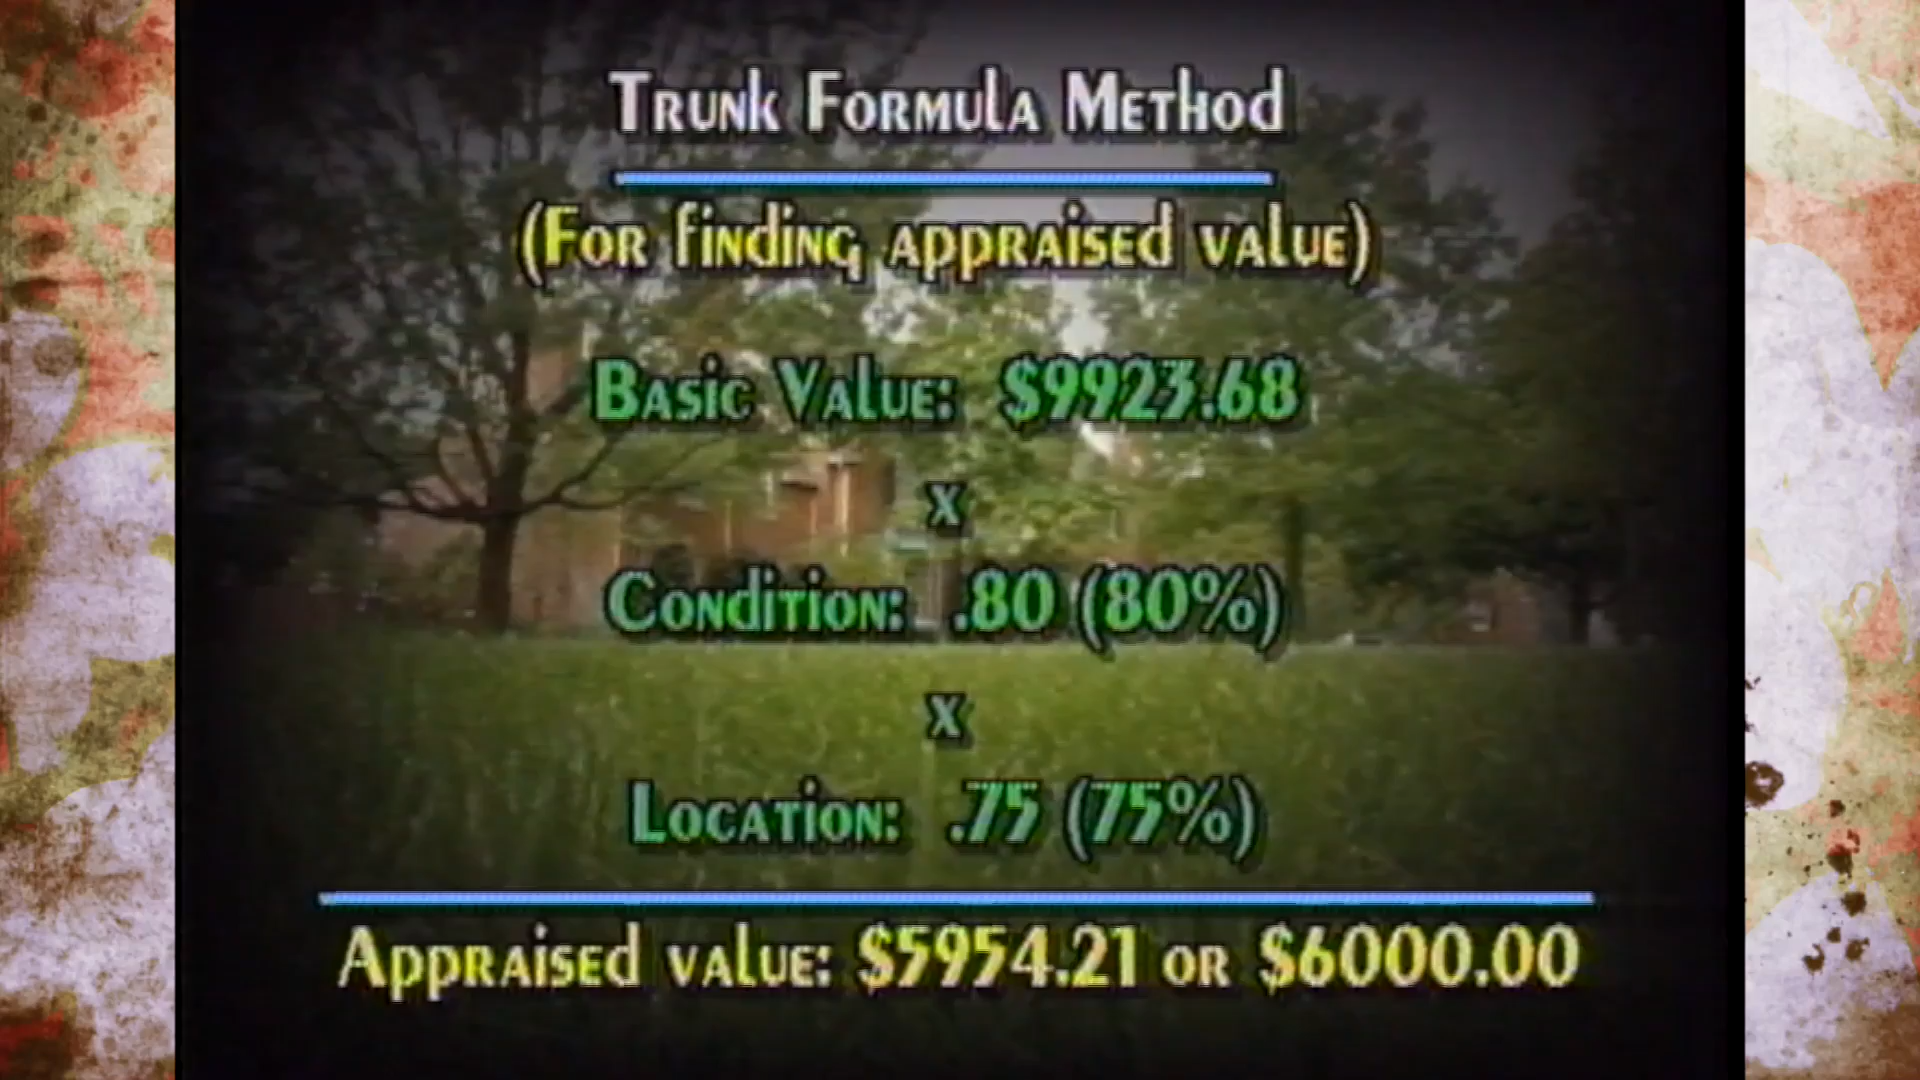 Trunk Formula Method
(For finding appraised value)
Basic Value: $9923.68
x
Condition: .80 (80%)
x
Location: .75 (75%)
Appraised value: $5954.21 or $6000.00